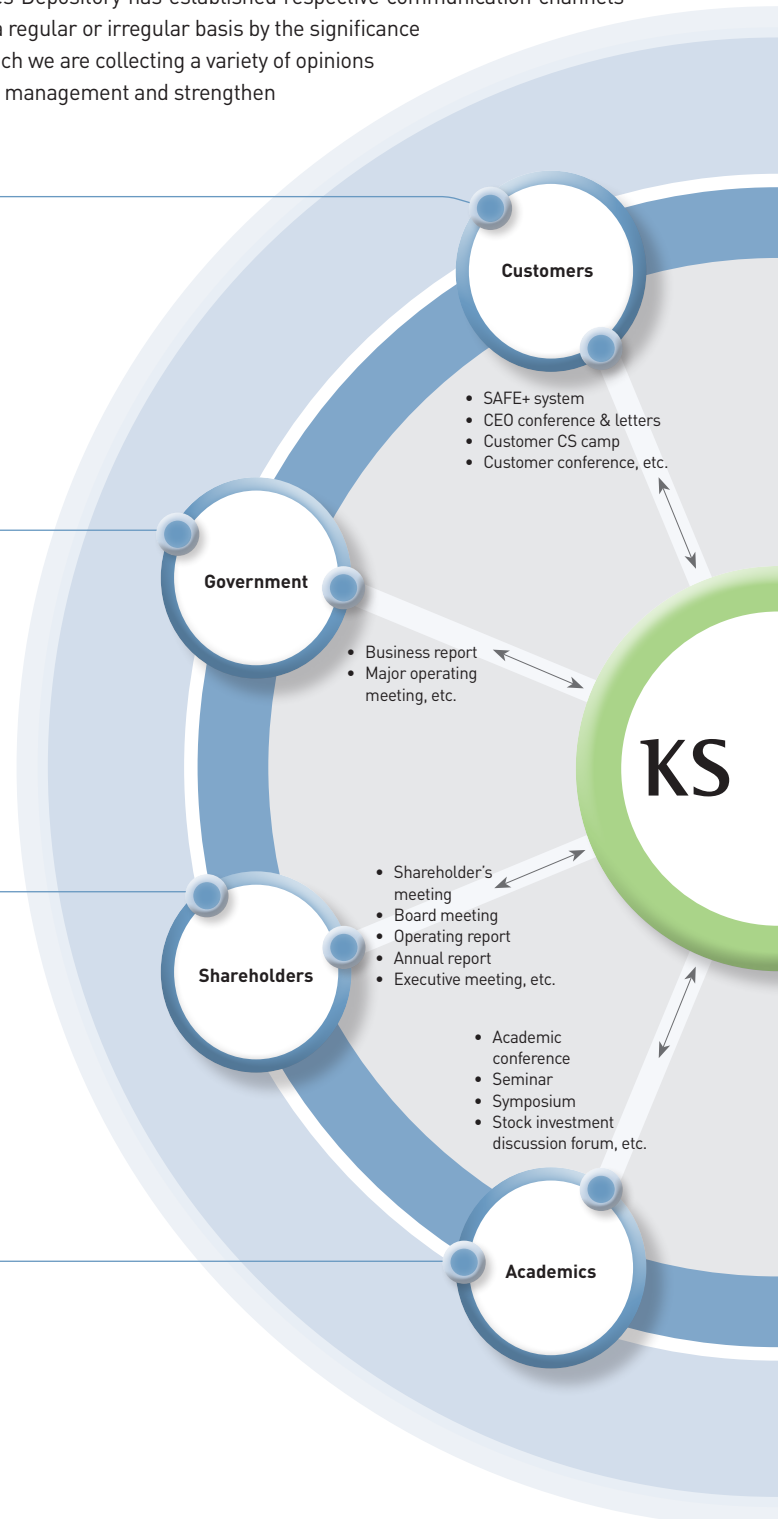 Depository has established respective communication channels
regular or irregular basis by the significance
we are collecting a variety of opinions
management and strengthen
Customers
• SAFE+ system
• CEO conference & letters
• Customer CS camp
• Customer conference, etc.
Government
• Business report
• Major operating
meeting, etc.
KS
• Shareholder's
meeting
• Board meeting
• Operating report
• Annual report
• Executive meeting, etc.
Shareholders
• Academic
conference
• Seminar
• Symposium
• Stock investment
discussion forum, etc.
Academics